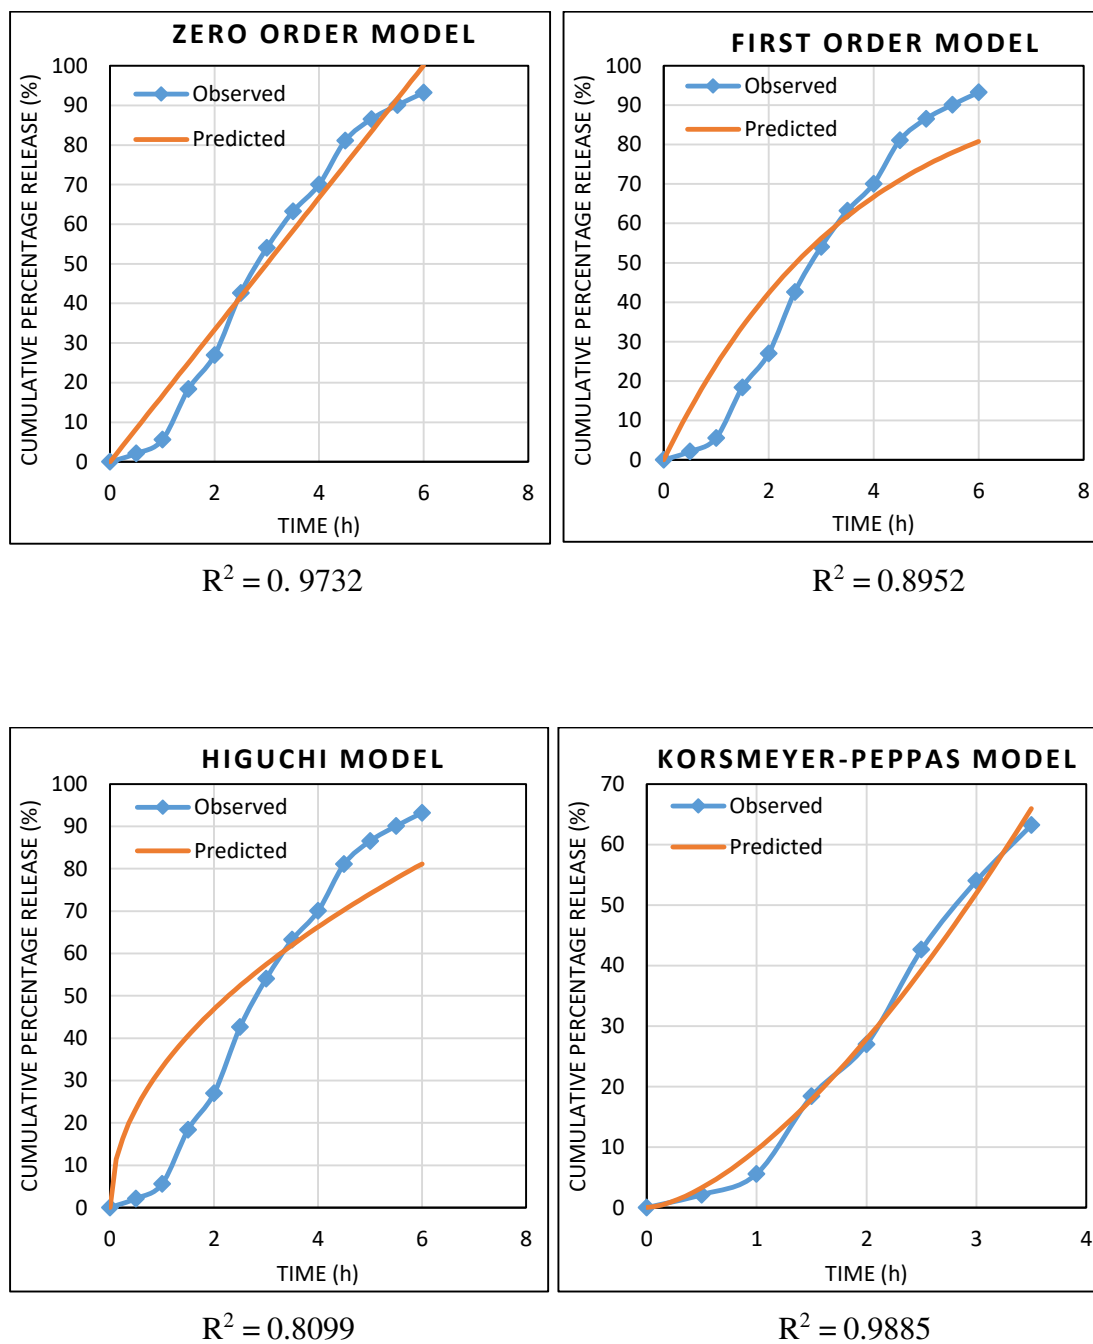 ZERO ORDER MODEL
CUMULATIVE PERCENTAGE RELEASE (%)
100
90
80
70
60
50
40
30
20
10
0
Observed
Predicted
0 2 4 6 8
TIME (h)
R² = 0. 9732
FIRST ORDER MODEL
CUMULATIVE PERCENTAGE RELEASE (%)
100
90
80
70
60
50
40
30
20
10
0
Observed
Predicted
0 2 4 6 8
TIME (h)
R² = 0.8952
HIGUCHI MODEL
CUMULATIVE PERCENTAGE RELEASE (%)
100
90
80
70
60
50
40
30
20
10
0
Observed
Predicted
0 2 4 6 8
TIME (h)
R² = 0.8099
KORSMEYER-PEPPAS MODEL
CUMULATIVE PERCENTAGE RELEASE (%)
70
60
50
40
30
20
10
0
Observed
Predicted
0 1 2 3 4
TIME (h)
R² = 0.9885